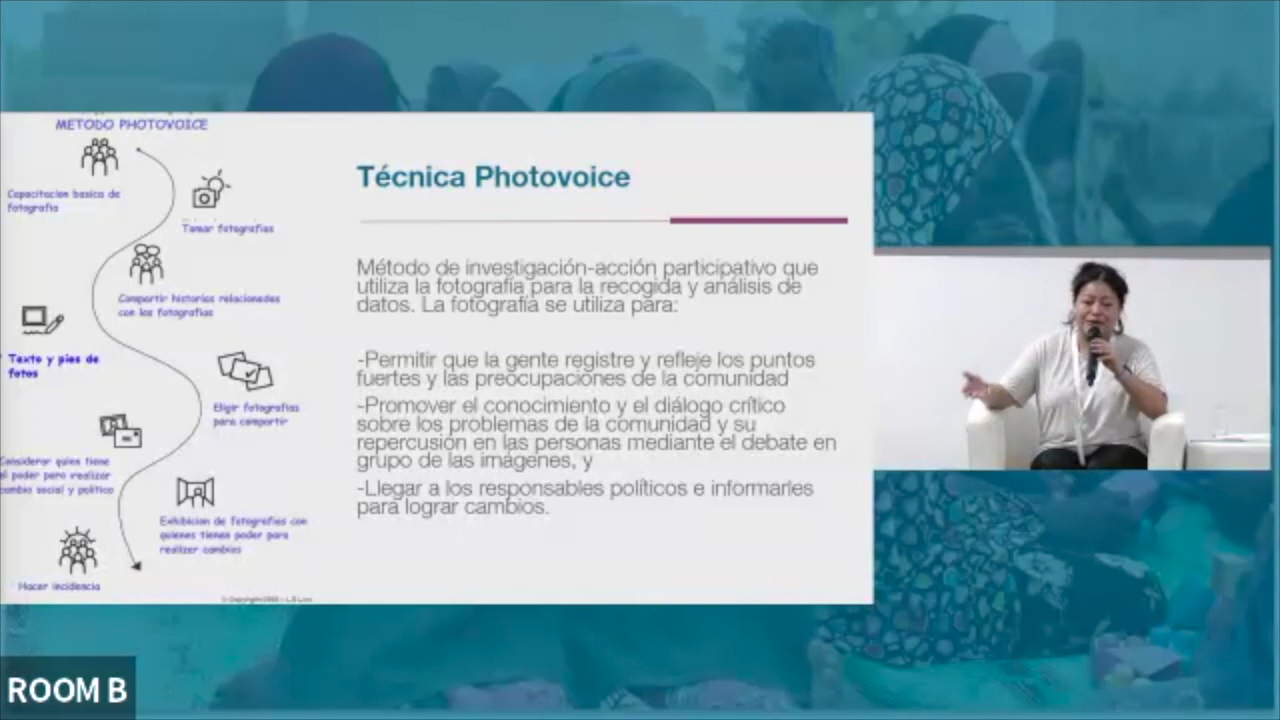 METODO PHOTOVOICE
Capacitacion basica de
fotografia
Tomar fotografias
Compartir historias relacionadas
con las fotografias
Texto y pies de
fotos
Eligir fotografias
para compartir
Considerar quien tiene
el poder para realizar
cambio social y politico
Exhibicion de fotografias con
quienes tienen poder para
realizar cambios
Hacer incidencia
Técnica Photovoice
Método de investigación-acción participativo que
utiliza la fotografía para la recogida y análisis de
datos. La fotografía se utiliza para:
-Permitir que la gente registre y refleje los puntos
fuertes y las preocupaciones de la comunidad
-Promover el conocimiento y el diálogo crítico
sobre los problemas de la comunidad y su
repercusión en las personas mediante el debate en
grupo de las imágenes, y
-Llegar a los responsables políticos e informarles
para lograr cambios.
ROOM B